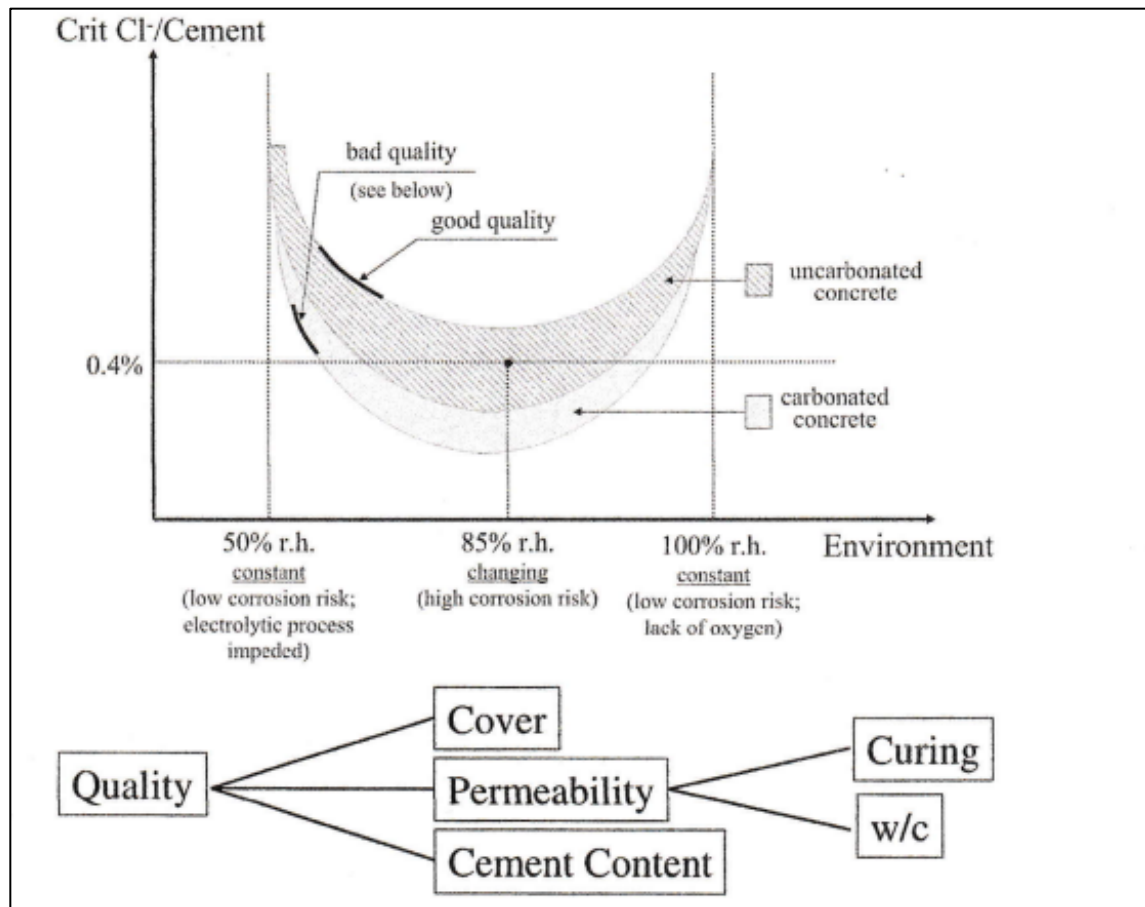 Crit Cl⁻/Cement
bad quality
(see below)
good quality
uncarbonated
concrete
0.4%
carbonated
concrete
50% r.h.
constant
(low corrosion risk;
electrolytic process
impeded)
85% r.h.
changing
(high corrosion risk)
100% r.h.
constant
(low corrosion risk;
lack of oxygen)
Environment
Quality
Cover
Permeability
Cement Content
Curing
w/c